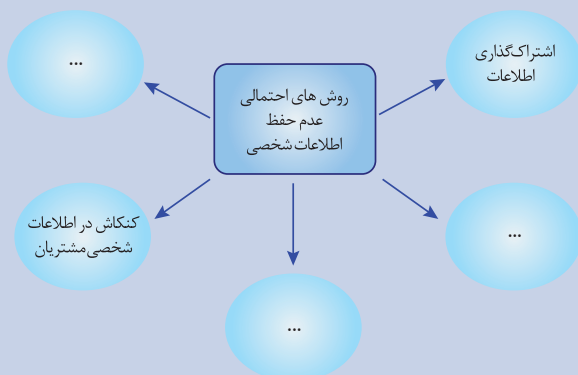 روش های احتمالی
عدم حفظ
اطلاعات شخصی
اشتراک‌گذاری
اطلاعات
...
...
...
کنکاش در اطلاعات
شخصی مشتریان